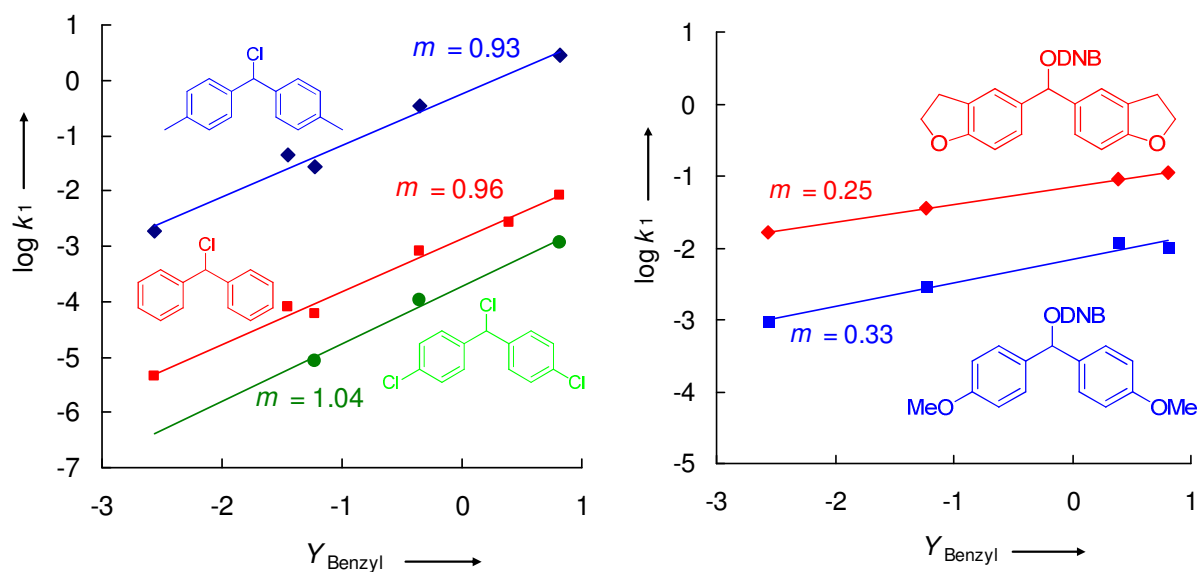 1
0
-1
-2
-3
-4
-5
-6
-7
-3
-2
-1
0
1
log k1
YBenzyl
m = 0.93
Cl
m = 0.96
Cl
Cl
Cl
Cl
m = 1.04
1
0
-1
-2
-3
-4
-5
-3
-2
-1
0
1
log k1
YBenzyl
ODNB
O
O
m = 0.25
m = 0.33
ODNB
MeO
OMe